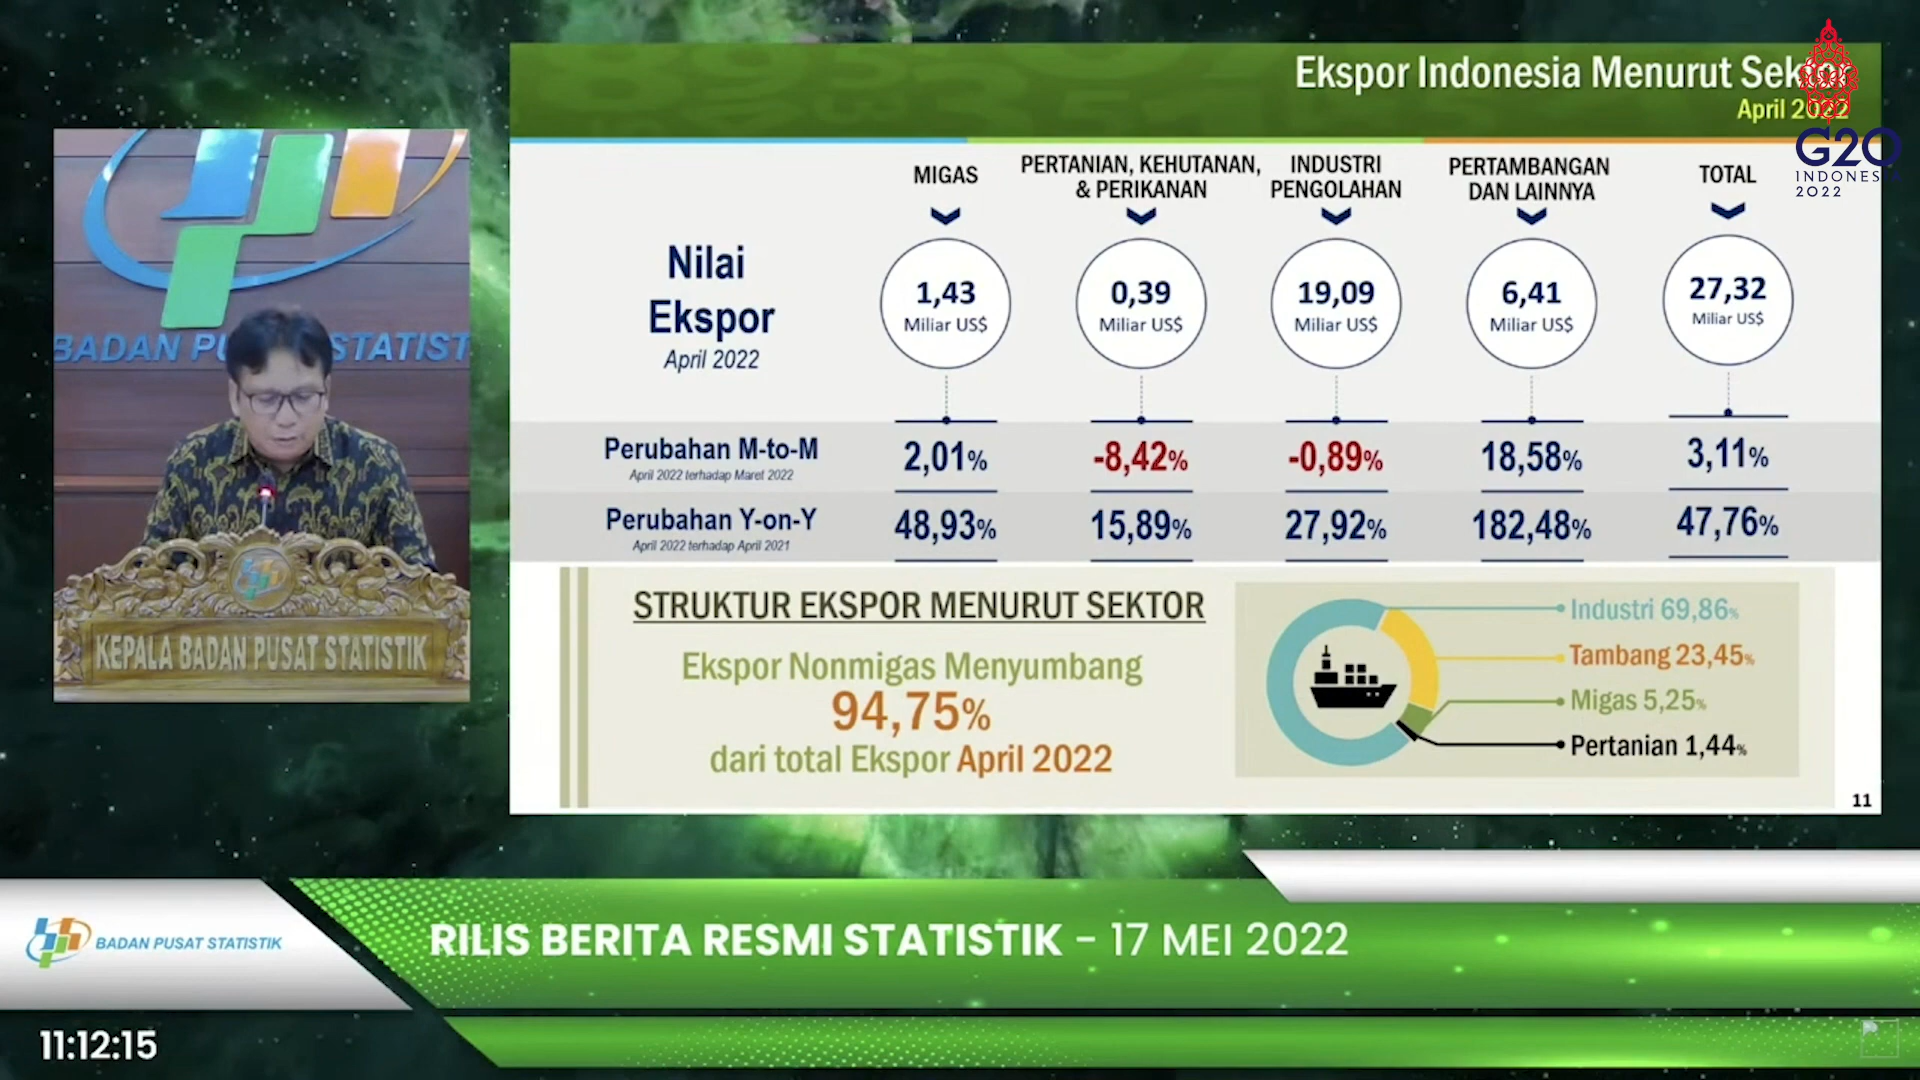 Ekspor Indonesia Menurut
April 2022
G20
INDONESIA
2022
MIGAS
PERTANIAN, KEHUTANAN,
& PERIKANAN
INDUSTRI
PENGOLAHAN
PERTAMBANGAN
DAN LAINNYA
TOTAL
Nilai
Ekspor
April 2022
1,43
Miliar US$
0,39
Miliar US$
19,09
Miliar US$
6,41
Miliar US$
27,32
Miliar US$
Perubahan M-to-M
April 2022 terhadap Maret 2022
2,01%
-8,42%
-0,89%
18,58%
3,11%
Perubahan Y-on-Y
April 2022 terhadap April 2021
48,93%
15,89%
27,92%
182,48%
47,76%
STRUKTUR EKSPOR MENURUT SEKTOR
Ekspor Nonmigas Menyumbang
94,75%
dari total Ekspor April 2022
Industri 69,86%
Tambang 23,45%
Migas 5,25%
Pertanian 1,44%
11
BADAN PU STATIST
KEPALA BADAN PUSAT STATISTIK
BADAN PUSAT STATISTIK
RILIS BERITA RESMI STATISTIK - 17 MEI 2022
11:12:15